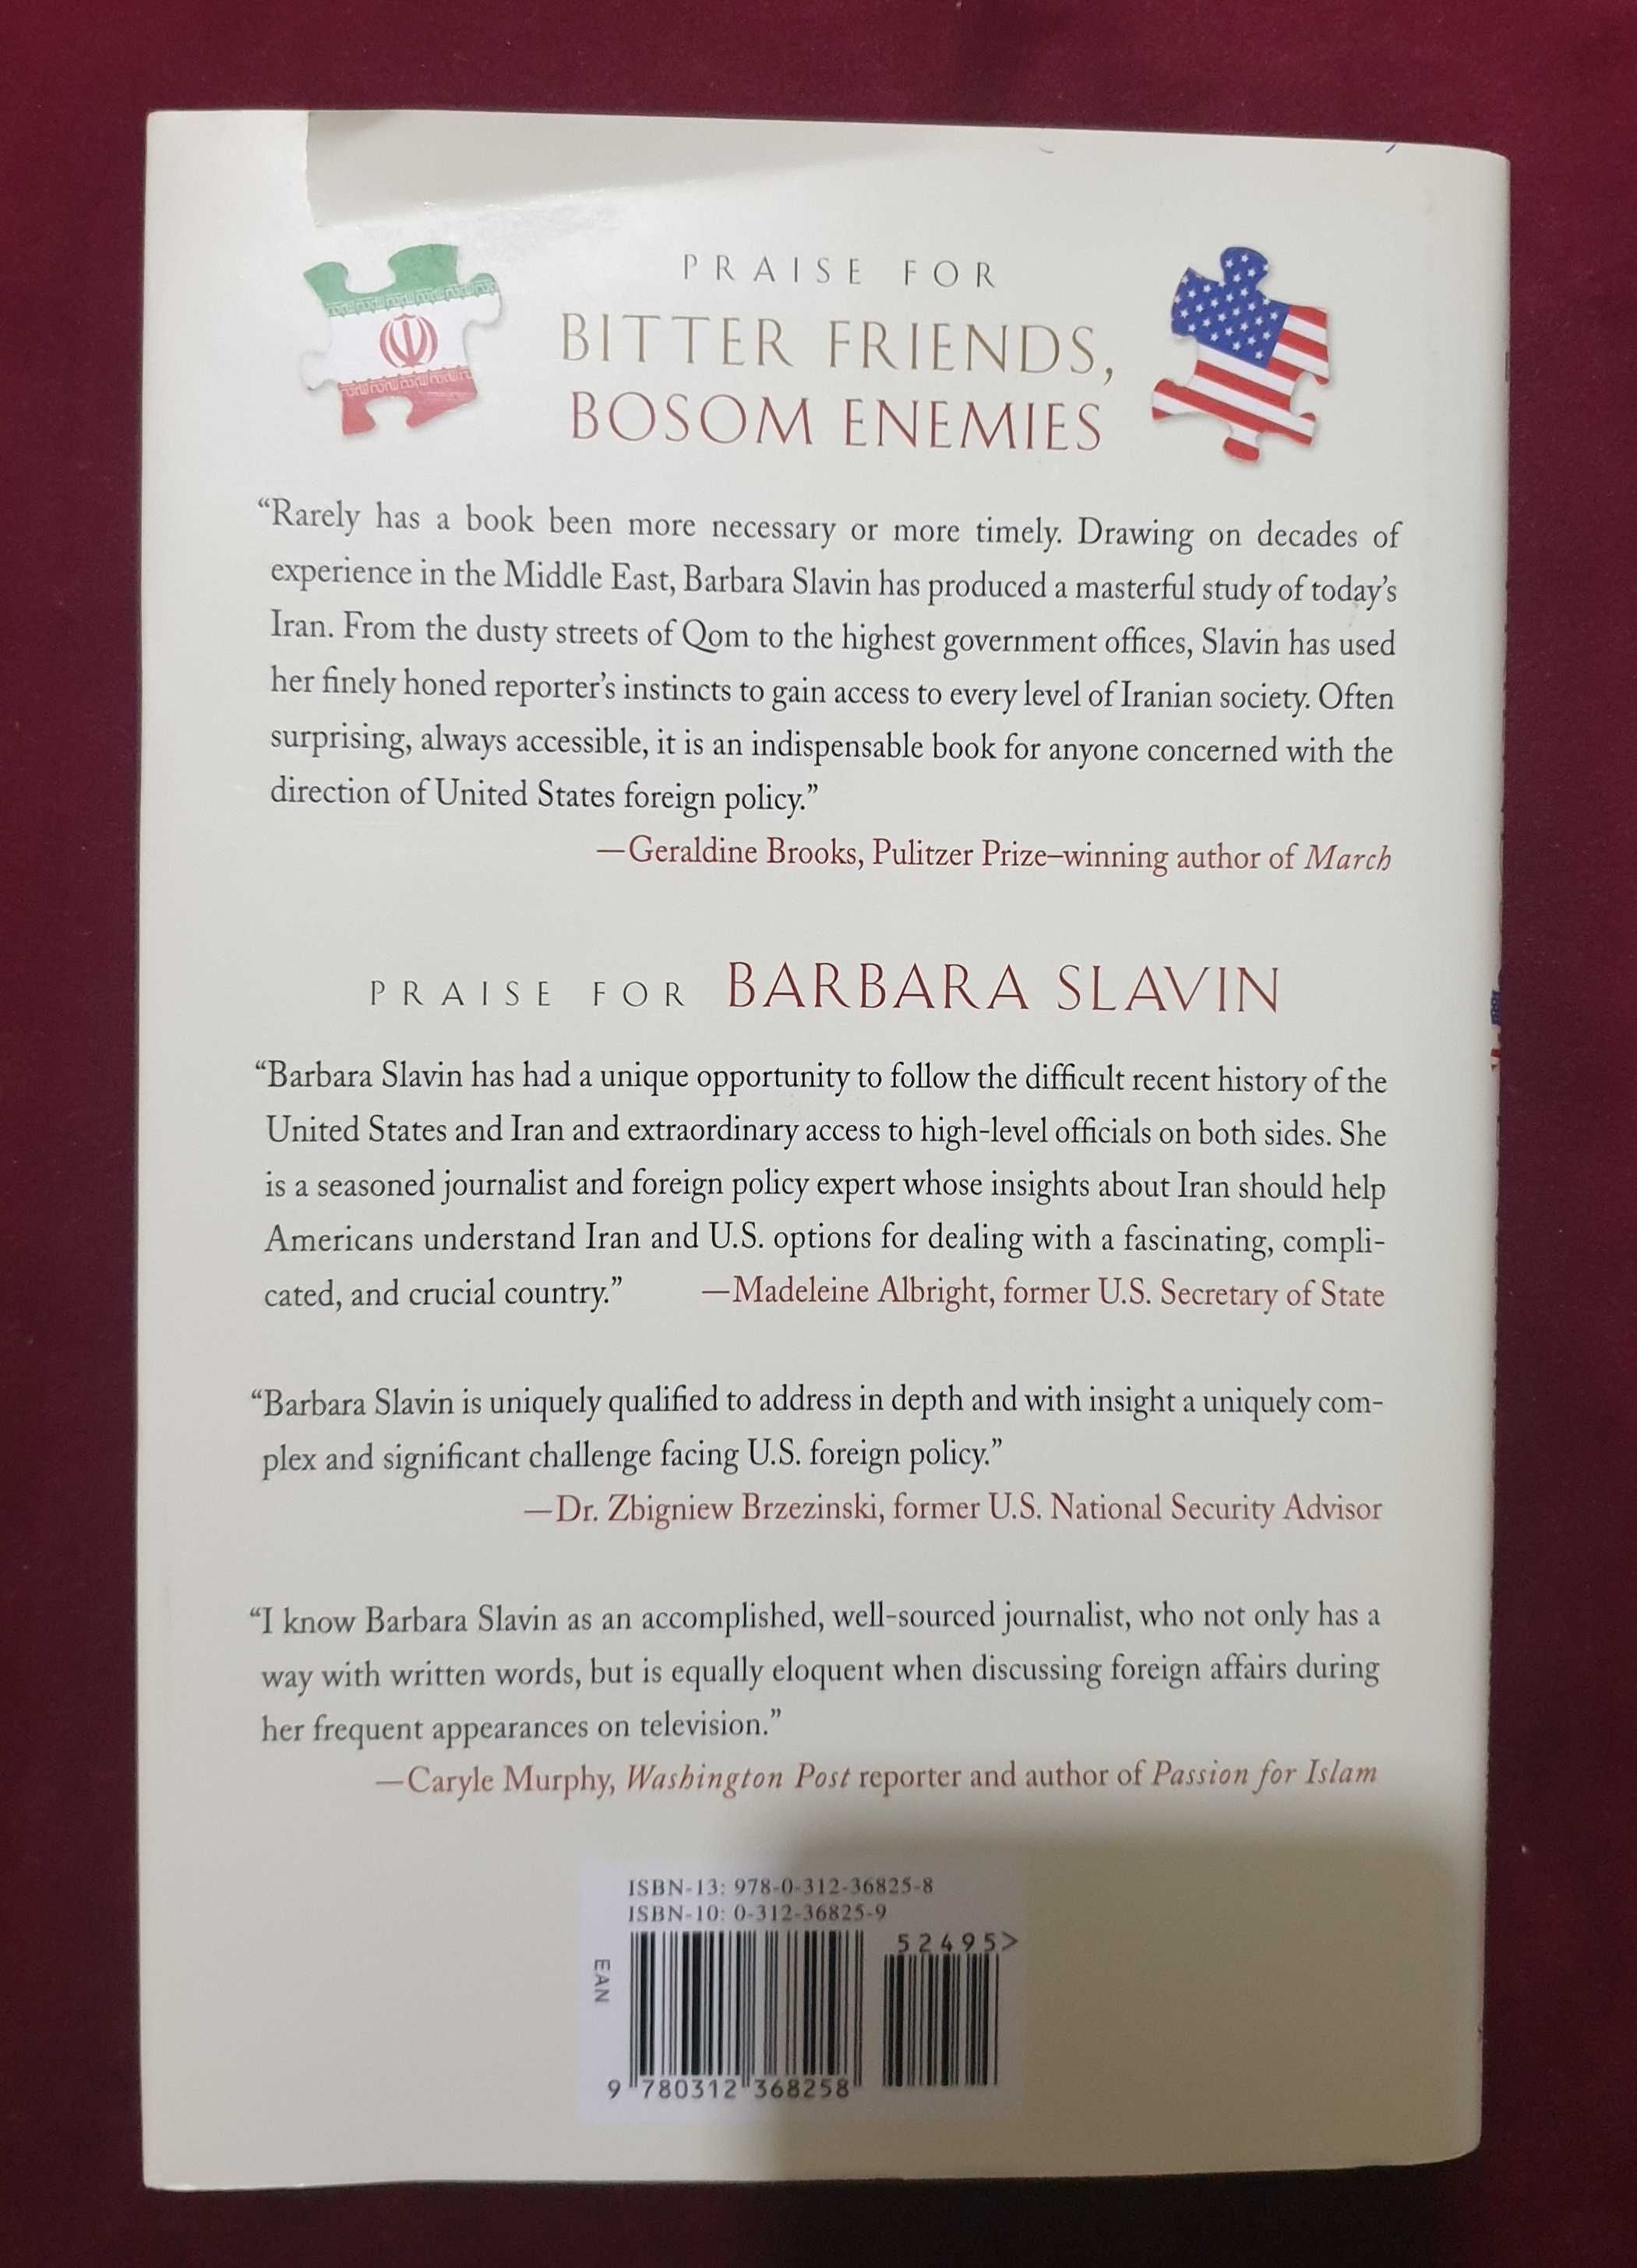 PRAISE FOR
BITTER FRIENDS,
BOSOM ENEMIES
“Rarely has a book been more necessary or more timely. Drawing on decades of
experience in the Middle East, Barbara Slavin has produced a masterful study of today’s
Iran. From the dusty streets of Qom to the highest government offices, Slavin has used
her finely honed reporter’s instincts to gain access to every level of Iranian society. Often
surprising, always accessible, it is an indispensable book for anyone concerned with the
direction of United States foreign policy.”
—Geraldine Brooks, Pulitzer Prize–winning author of March
PRAISE FOR BARBARA SLAVIN
“Barbara Slavin has had a unique opportunity to follow the difficult recent history of the
United States and Iran and extraordinary access to high-level officials on both sides. She
is a seasoned journalist and foreign policy expert whose insights about Iran should help
Americans understand Iran and U.S. options for dealing with a fascinating, compli-
cated, and crucial country.” —Madeleine Albright, former U.S. Secretary of State
“Barbara Slavin is uniquely qualified to address in depth and with insight a uniquely com-
plex and significant challenge facing U.S. foreign policy.”
—Dr. Zbigniew Brzezinski, former U.S. National Security Advisor
“I know Barbara Slavin as an accomplished, well-sourced journalist, who not only has a
way with written words, but is equally eloquent when discussing foreign affairs during
her frequent appearances on television.”
—Caryle Murphy, Washington Post reporter and author of Passion for Islam
ISBN-13: 978-0-312-36825-8
ISBN-10: 0-312-36825-9
52495>
EAN
9 780312 368258